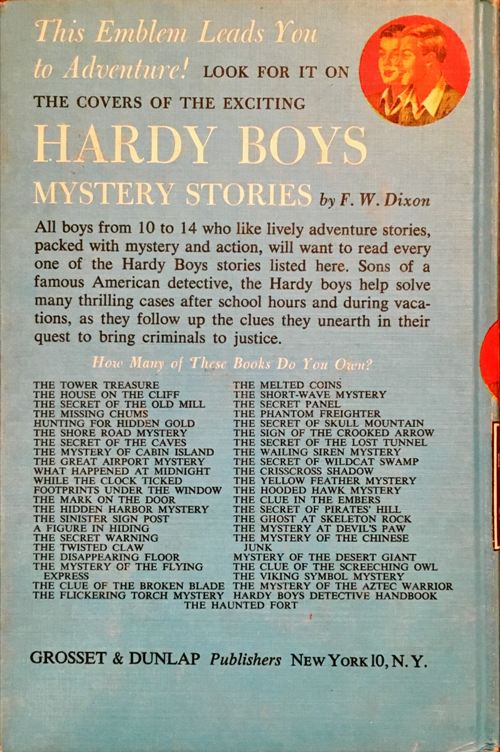 This Emblem Leads You
to Adventure! LOOK FOR IT ON
THE COVERS OF THE EXCITING
HARDY BOYS
MYSTERY STORIES by F. W. Dixon
All boys from 10 to 14 who like lively adventure stories,
packed with mystery and action, will want to read every
one of the Hardy Boys stories listed here. Sons of a
famous American detective, the Hardy boys help solve
many thrilling cases after school hours and during vaca-
tions, as they follow up the clues they unearth in their
quest to bring criminals to justice.
How Many of These Books Do You Own?
THE TOWER TREASURE
THE HOUSE ON THE CLIFF
THE SECRET OF THE OLD MILL
THE MISSING CHUMS
HUNTING FOR HIDDEN GOLD
THE SHORE ROAD MYSTERY
THE SECRET OF THE CAVES
THE MYSTERY OF CABIN ISLAND
THE GREAT AIRPORT MYSTERY
WHAT HAPPENED AT MIDNIGHT
WHILE THE CLOCK TICKED
FOOTPRINTS UNDER THE WINDOW
THE MARK ON THE DOOR
THE HIDDEN HARBOR MYSTERY
THE SINISTER SIGN POST
A FIGURE IN HIDING
THE SECRET WARNING
THE TWISTED CLAW
THE DISAPPEARING FLOOR
THE MYSTERY OF THE FLYING
EXPRESS
THE CLUE OF THE BROKEN BLADE
THE FLICKERING TORCH MYSTERY
THE MELTED COINS
THE SHORT-WAVE MYSTERY
THE SECRET PANEL
THE PHANTOM FREIGHTER
THE SECRET OF SKULL MOUNTAIN
THE SIGN OF THE CROOKED ARROW
THE SECRET OF THE LOST TUNNEL
THE WAILING SIREN MYSTERY
THE SECRET OF WILDCAT SWAMP
THE CRISSCROSS SHADOW
THE YELLOW FEATHER MYSTERY
THE HOODED HAWK MYSTERY
THE CLUE IN THE EMBERS
THE SECRET OF PIRATES' HILL
THE GHOST AT SKELETON ROCK
THE MYSTERY AT DEVIL'S PAW
THE MYSTERY OF THE CHINESE
JUNK
MYSTERY OF THE DESERT GIANT
THE CLUE OF THE SCREECHING OWL
THE VIKING SYMBOL MYSTERY
THE MYSTERY OF THE AZTEC WARRIOR
HARDY BOYS DETECTIVE HANDBOOK
THE HAUNTED FORT
GROSSET & DUNLAP Publishers NEW YORK 10, N. Y.